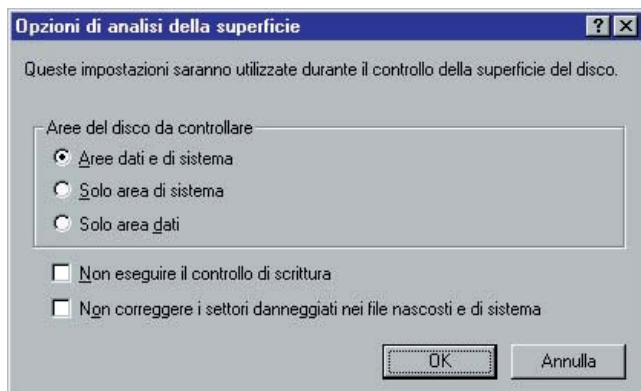 Opzioni di analisi della superficie
Queste impostazioni saranno utilizzate durante il controllo della superficie del disco.
Aree del disco da controllare
Aree dati e di sistema
Solo area di sistema
Solo area dati
Non eseguire il controllo di scrittura
Non correggere i settori danneggiati nei file nascosti e di sistema
OK
Annulla